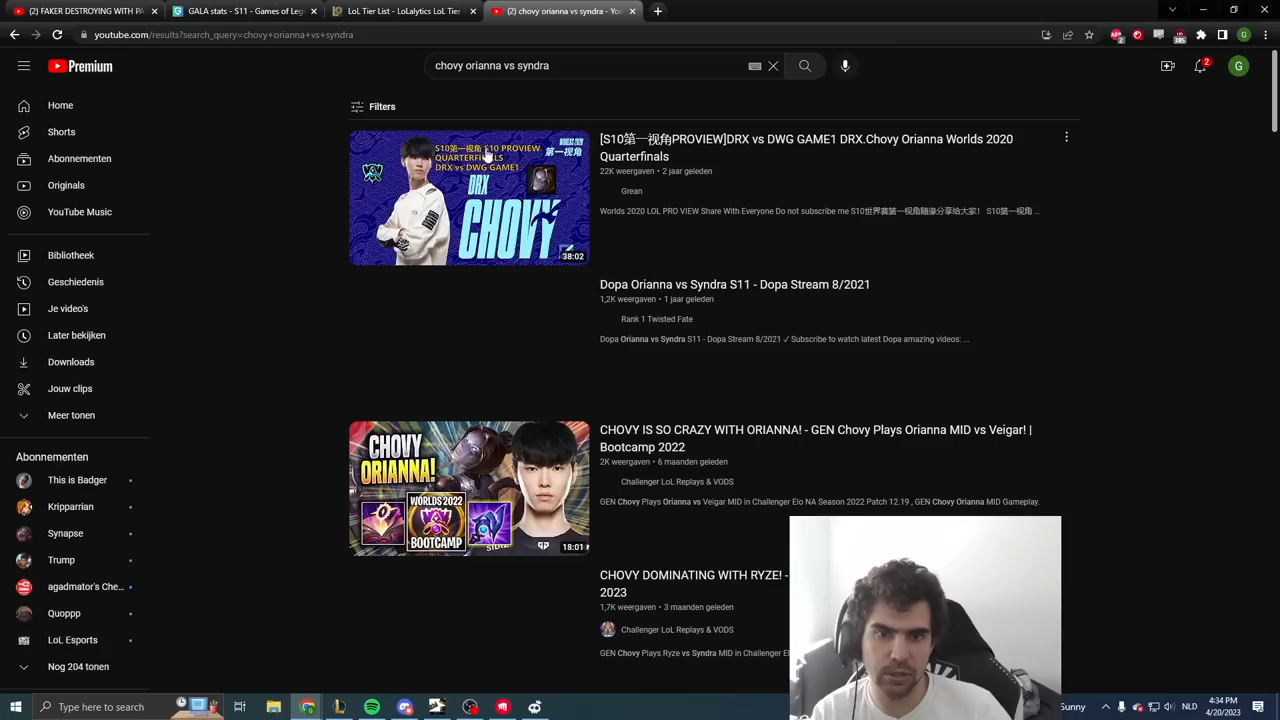 (2) FAKER DESTROYING WITH PA
GALA stats - S11 - Games of Leg
LoL Tier List - LoLalytics LoL Tier
(2) chovy orianna vs syndra - You
youtube.com/results?search_query=chovy+orianna+vs+syndra
Premium
chovy orianna vs syndra
2
G
Home
Shorts
Abonnementen
Originals
YouTube Music
Bibliotheek
Geschiedenis
Je video's
Later bekijken
Downloads
Jouw clips
Meer tonen
Abonnementen
This is Badger
Kripparrian
Synapse
Trump
agadmator's Che...
Quoppp
LoL Esports
Nog 204 tonen
Filters
S10第一视角 S10 PROVIEW
QUARTERFINALS
DRX vs DWG GAME1
WORLDS 2020
第一视角
DRX
CHOVY
38:02
[S10第一视角PROVIEW]DRX vs DWG GAME1 DRX.Chovy Orianna Worlds 2020
Quarterfinals
22K weergaven • 2 jaar geleden
Grean
Worlds 2020 LOL PRO VIEW Share With Everyone Do not subscribe me S10世界赛第一视角随缘分享给大家! S10第一视角 ...
Dopa Orianna vs Syndra S11 - Dopa Stream 8/2021
1,2K weergaven • 1 jaar geleden
Rank 1 Twisted Fate
Dopa Orianna vs Syndra S11 - Dopa Stream 8/2021 ✓ Subscribe to watch latest Dopa amazing videos: ...
CHOVY
ORIANNA!
WORLDS 2022
BOOTCAMP
18:01
CHOVY IS SO CRAZY WITH ORIANNA! - GEN Chovy Plays Orianna MID vs Veigar! |
Bootcamp 2022
2K weergaven • 6 maanden geleden
Challenger LoL Replays & VODS
GEN Chovy Plays Orianna vs Veigar MID in Challenger Elo NA Season 2022 Patch 12.19 , GEN Chovy Orianna MID Gameplay.
CHOVY DOMINATING WITH RYZE! -
2023
1,7K weergaven • 3 maanden geleden
Challenger LoL Replays & VODS
GEN Chovy Plays Ryze vs Syndra MID in Challenger El
Type here to search
Sunny
NLD
4:34 PM
4/20/2023